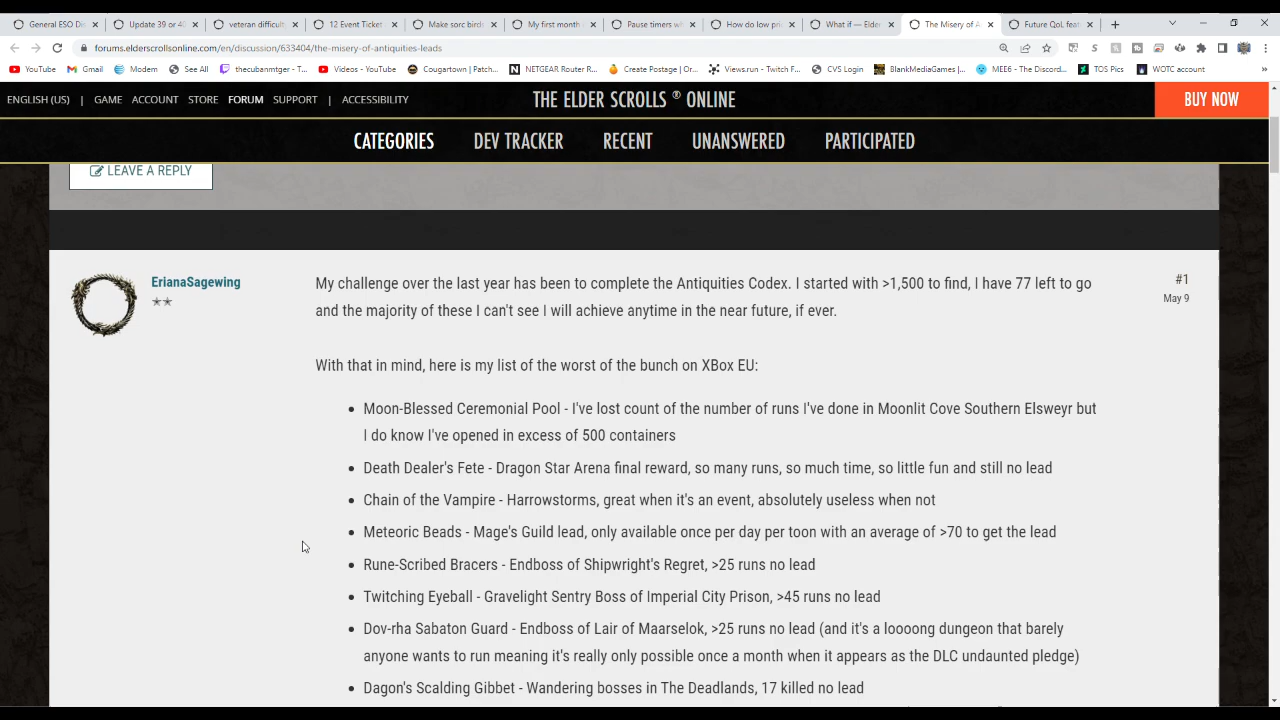 General ESO Di
Update 39 or 40
veteran difficult
12 Event Ticket
Make sorc bird
My first month
Pause timers wh
How do low pri
What if — Elder
The Misery of A
Future QoL feat
forums.elderscrollsonline.com/en/discussion/633404/the-misery-of-antiquities-leads
YouTube
Gmail
Modem
See All
thecubanmtger - T...
Videos - YouTube
Cougartown | Patch...
NETGEAR Router R...
Create Postage | Or...
Views.run - Twitch F...
CVS Login
BlankMediaGames |...
MEE6 - The Discord...
TOS Pics
WOTC account
»
ENGLISH (US) | GAME ACCOUNT STORE FORUM SUPPORT | ACCESSIBILITY
THE ELDER SCROLLS ® ONLINE
BUY NOW
CATEGORIES DEV TRACKER RECENT UNANSWERED PARTICIPATED
LEAVE A REPLY
ErianaSagewing
#1
May 9
My challenge over the last year has been to complete the Antiquities Codex. I started with >1,500 to find, I have 77 left to go
and the majority of these I can't see I will achieve anytime in the near future, if ever.
With that in mind, here is my list of the worst of the bunch on XBox EU:
• Moon-Blessed Ceremonial Pool - I've lost count of the number of runs I've done in Moonlit Cove Southern Elsweyr but
I do know I've opened in excess of 500 containers
• Death Dealer's Fete - Dragon Star Arena final reward, so many runs, so much time, so little fun and still no lead
• Chain of the Vampire - Harrowstorms, great when it's an event, absolutely useless when not
• Meteoric Beads - Mage's Guild lead, only available once per day per toon with an average of >70 to get the lead
• Rune-Scribed Bracers - Endboss of Shipwright's Regret, >25 runs no lead
• Twitching Eyeball - Gravelight Sentry Boss of Imperial City Prison, >45 runs no lead
• Dov-rha Sabaton Guard - Endboss of Lair of Maarselok, >25 runs no lead (and it's a loooong dungeon that barely
anyone wants to run meaning it's really only possible once a month when it appears as the DLC undaunted pledge)
• Dagon's Scalding Gibbet - Wandering bosses in The Deadlands, 17 killed no lead